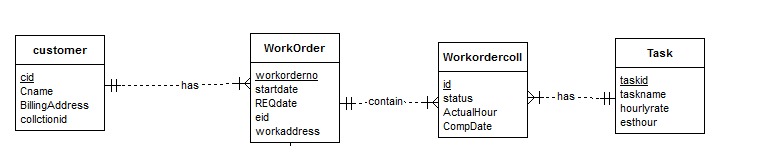 customer
cid
Cname
BillingAddress
collctionid
has
WorkOrder
workorderno
startdate
REQdate
eid
workaddress
contain
Workordercoll
id
status
ActualHour
CompDate
has
Task
taskid
taskname
hourlyrate
esthour